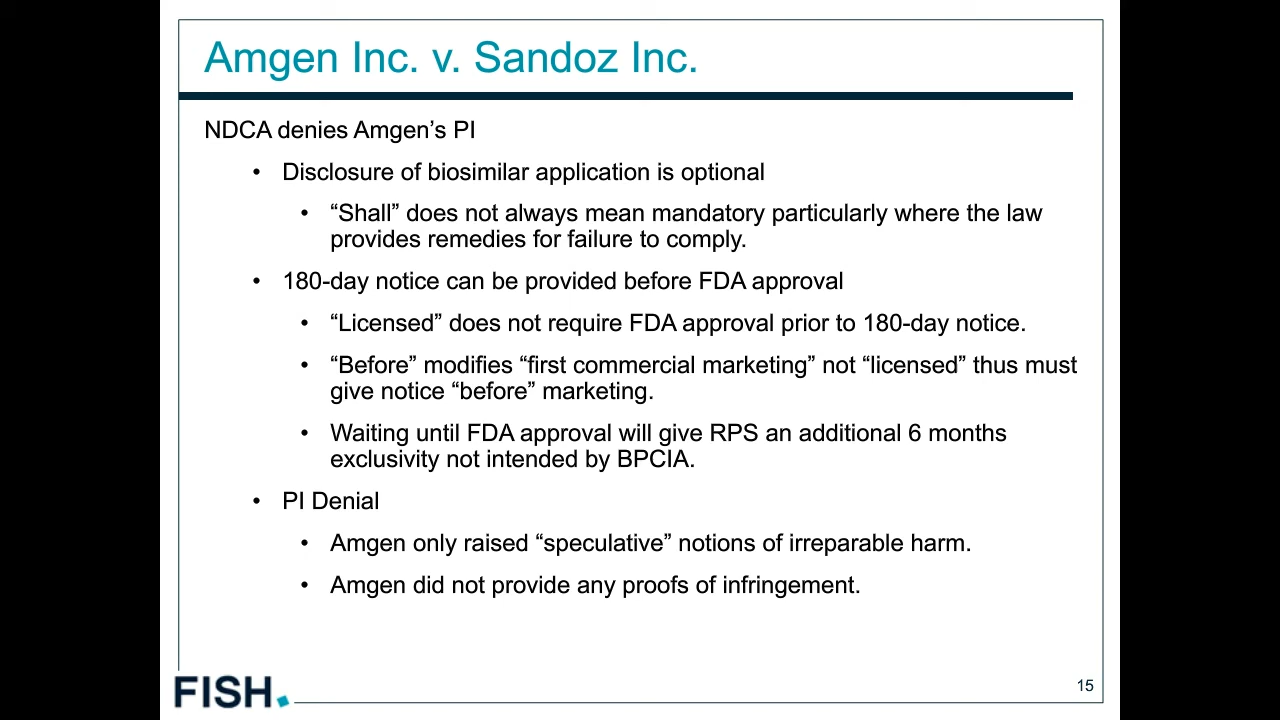 Amgen Inc. v. Sandoz Inc.
NDCA denies Amgen’s PI
• Disclosure of biosimilar application is optional
• “Shall” does not always mean mandatory particularly where the law
provides remedies for failure to comply.
• 180-day notice can be provided before FDA approval
• “Licensed” does not require FDA approval prior to 180-day notice.
• “Before” modifies “first commercial marketing” not “licensed” thus must
give notice “before” marketing.
• Waiting until FDA approval will give RPS an additional 6 months
exclusivity not intended by BPCIA.
• PI Denial
• Amgen only raised “speculative” notions of irreparable harm.
• Amgen did not provide any proofs of infringement.
FISH.
15